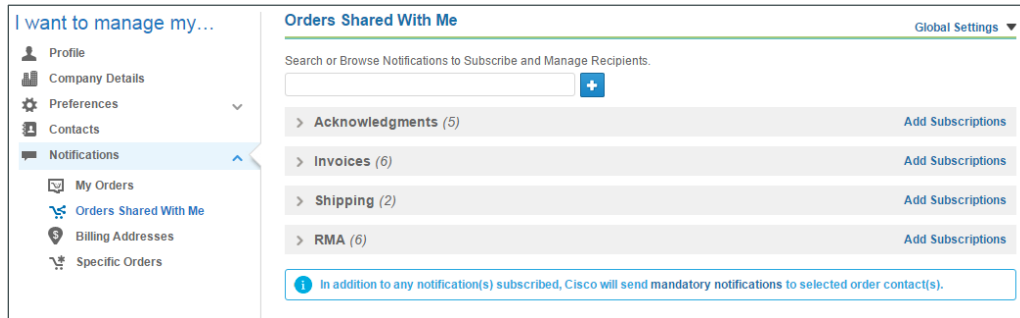 I want to manage my...
Profile
Company Details
Preferences
Contacts
Notifications
My Orders
Orders Shared With Me
Billing Addresses
Specific Orders
Orders Shared With Me
Global Settings
Search or Browse Notifications to Subscribe and Manage Recipients.
Acknowledgments (5) Add Subscriptions
Invoices (6) Add Subscriptions
Shipping (2) Add Subscriptions
RMA (6) Add Subscriptions
In addition to any notification(s) subscribed, Cisco will send mandatory notifications to selected order contact(s).